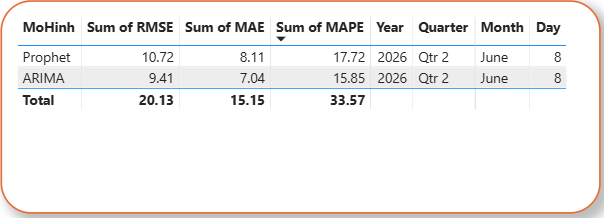 MoHinh Sum of RMSE Sum of MAE Sum of MAPE Year Quarter Month Day
Prophet 10.72 8.11 17.72 2026 Qtr 2 June 8
ARIMA 9.41 7.04 15.85 2026 Qtr 2 June 8
Total 20.13 15.15 33.57